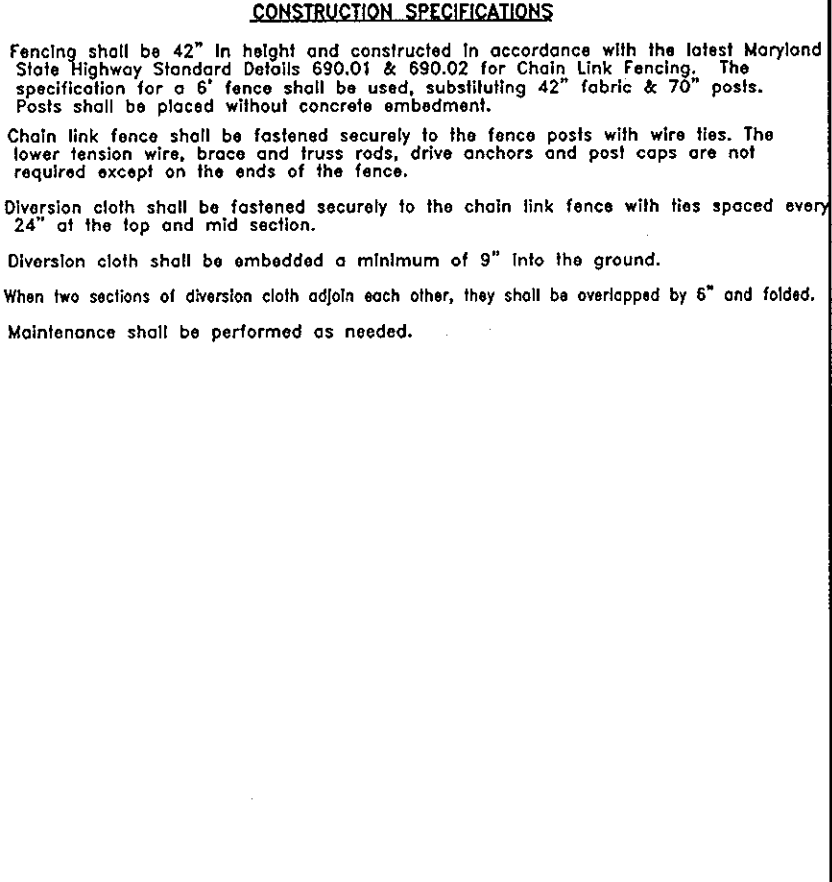 CONSTRUCTION SPECIFICATIONS
Fencing shall be 42" in height and constructed in accordance with the latest Maryland
State Highway Standard Details 690.01 & 690.02 for Chain Link Fencing. The
specification for a 6' fence shall be used, substituting 42" fabric & 70" posts.
Posts shall be placed without concrete embedment.
Chain link fence shall be fastened securely to the fence posts with wire ties. The
lower tension wire, brace and truss rods, drive anchors and post caps are not
required except on the ends of the fence.
Diversion cloth shall be fastened securely to the chain link fence with ties spaced every
24" at the top and mid section.
Diversion cloth shall be embedded a minimum of 9" into the ground.
When two sections of diversion cloth adjoin each other, they shall be overlapped by 6" and folded.
Maintenance shall be performed as needed.